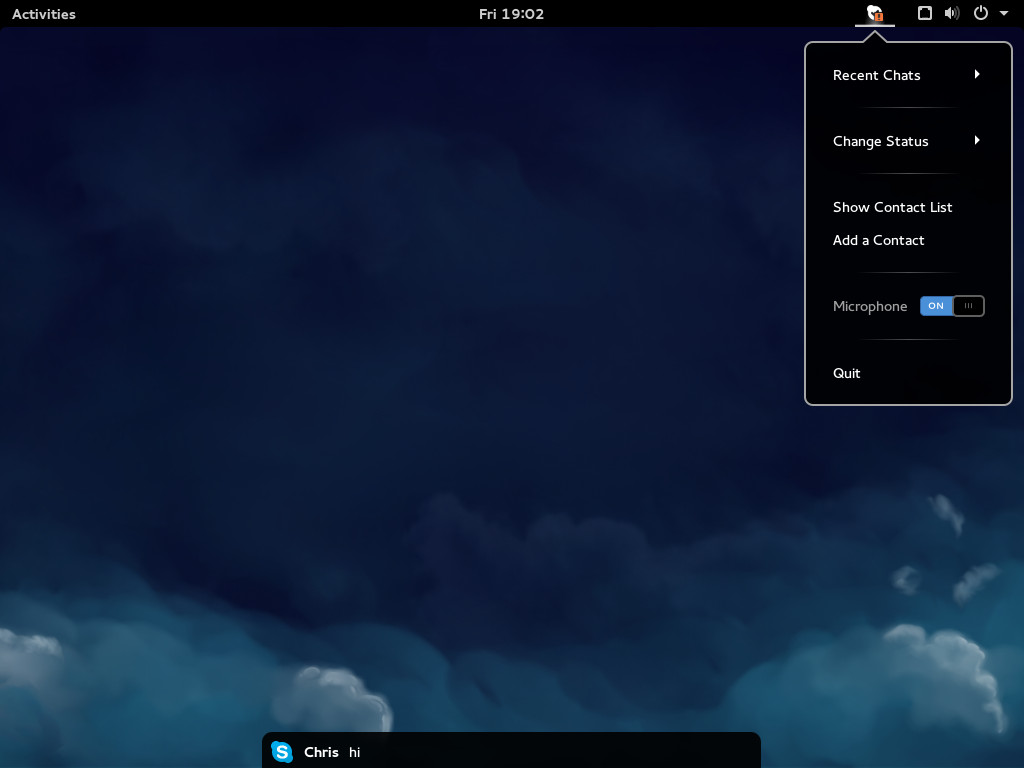 Activities Fri 19:02
Recent Chats
Change Status
Show Contact List
Add a Contact
Microphone ON
Quit
S Chris hi